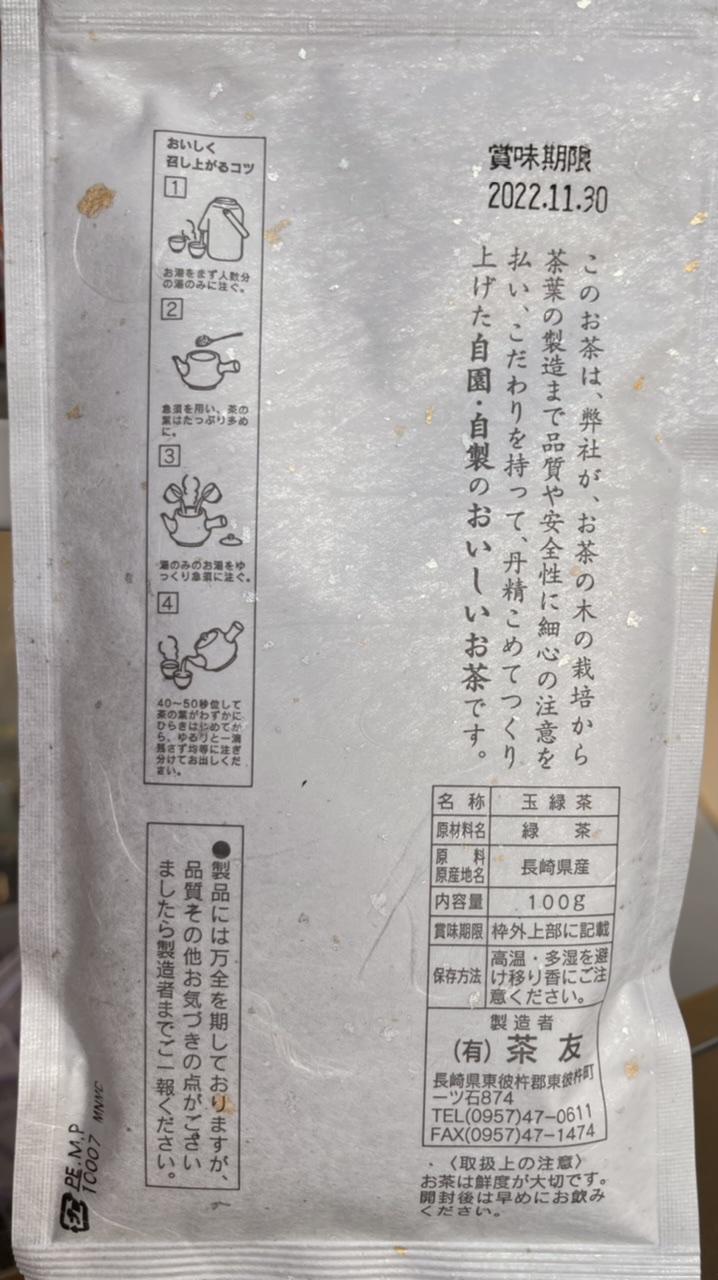 賞味期限
2022.11.30
このお茶は、弊社が、お茶の木の栽培から
茶葉の製造まで品質や安全性に細心の注意を
払い、こだわりを持って、丹精こめてつくり
上げた自園・自製のおいしいお茶です。
おいしく
召し上がるコツ
1
お湯をまず人数分
の湯のみに注ぐ。
2
急須を用い、茶の
葉はたっぷり多め
に。
3
湯のみのお湯をゆ
っくり急須に注ぐ。
4
40〜50秒位して
茶の葉がわずかに
ひらきはじめてか
ら、ゆるりと一滴
残さず均等に注ぎ
分けてお出しくだ
さい。
名称 玉緑茶
原材料名 緑茶
原料
原産地名 長崎県産
内容量 100g
賞味期限 枠外上部に記載
保存方法 高温・多湿を避
け移り香にご注
意ください。
製造者
(有)茶友
長崎県東彼杵郡東彼杵町
一ツ石874
TEL(0957)47-0611
FAX(0957)47-1474
〈取扱上の注意〉
お茶は鮮度が大切です。
開封後は早めにお飲み
ください。
●製品には万全を期しておりますが、
品質その他お気づきの点がござい
ましたら製造者までご一報ください。
プラ
PE.M.P
T0007 MNYC